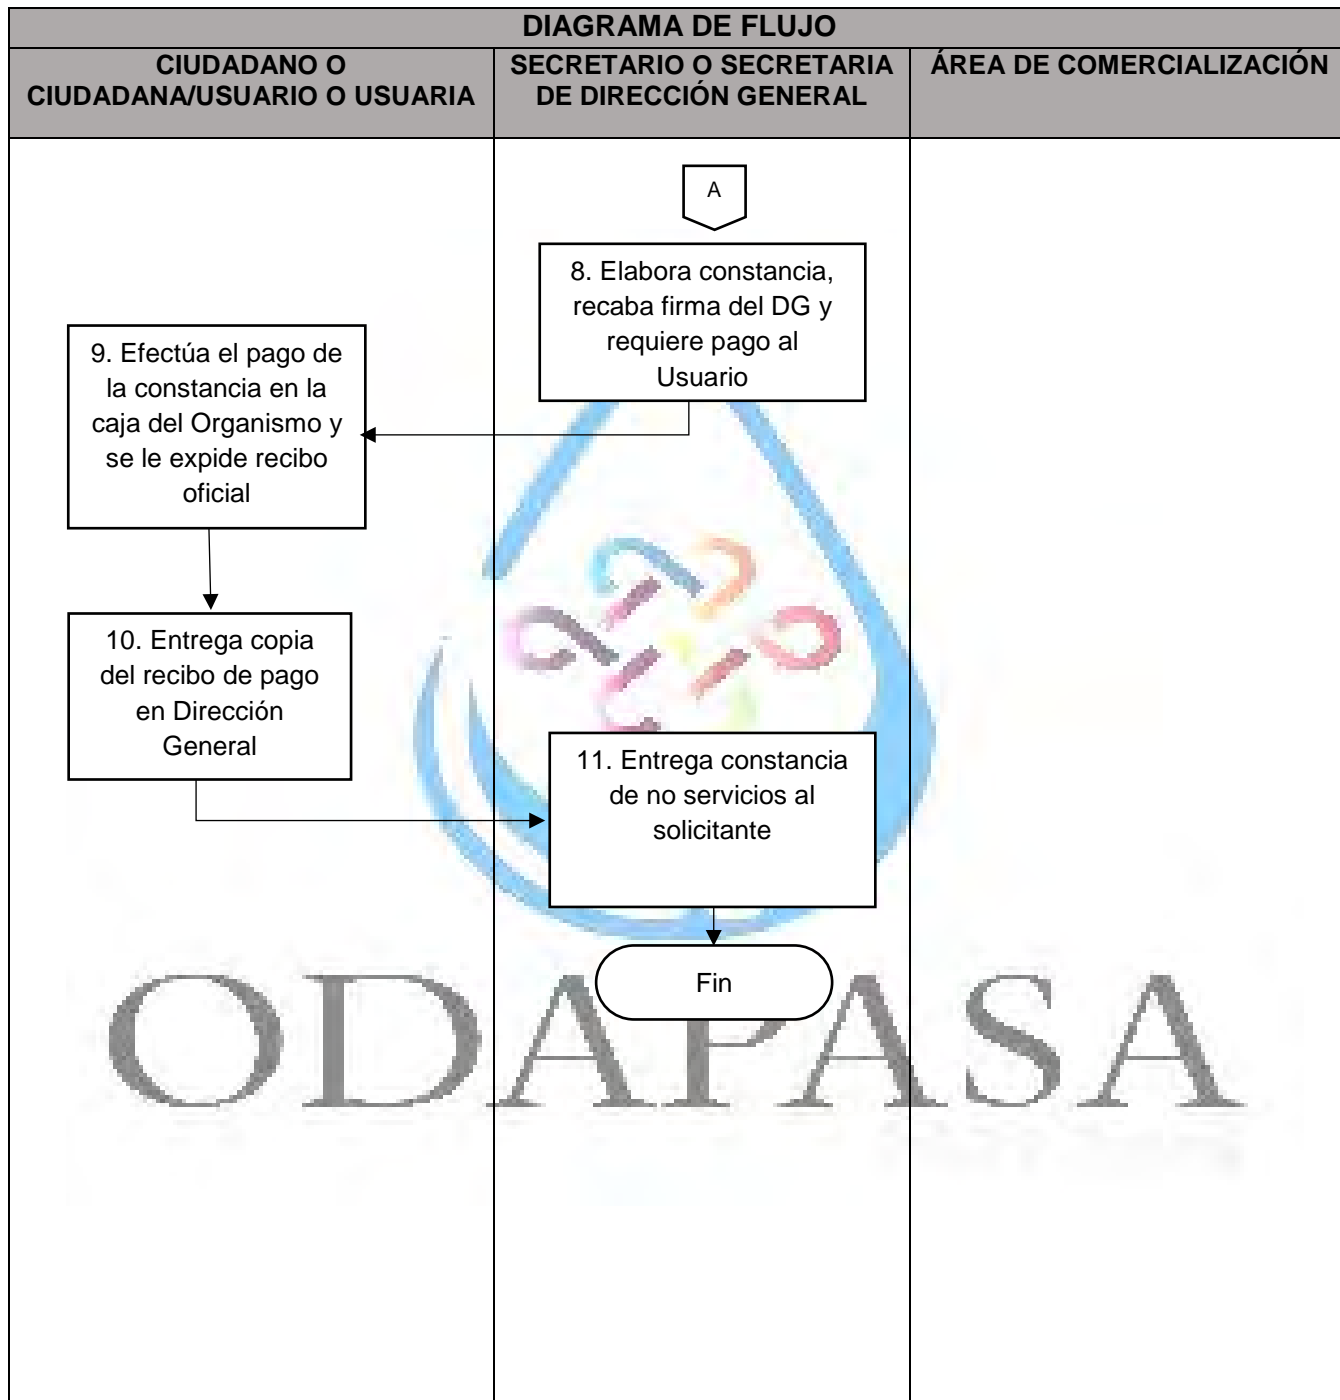 DIAGRAMA DE FLUJO
CIUDADANO O
CIUDADANA/USUARIO O USUARIA
SECRETARIO O SECRETARIA
DE DIRECCIÓN GENERAL
ÁREA DE COMERCIALIZACIÓN
A
8. Elabora constancia,
recaba firma del DG y
requiere pago al
Usuario
9. Efectúa el pago de
la constancia en la
caja del Organismo y
se le expide recibo
oficial
10. Entrega copia
del recibo de pago
en Dirección
General
11. Entrega constancia
de no servicios al
solicitante
Fin
ODAPASA